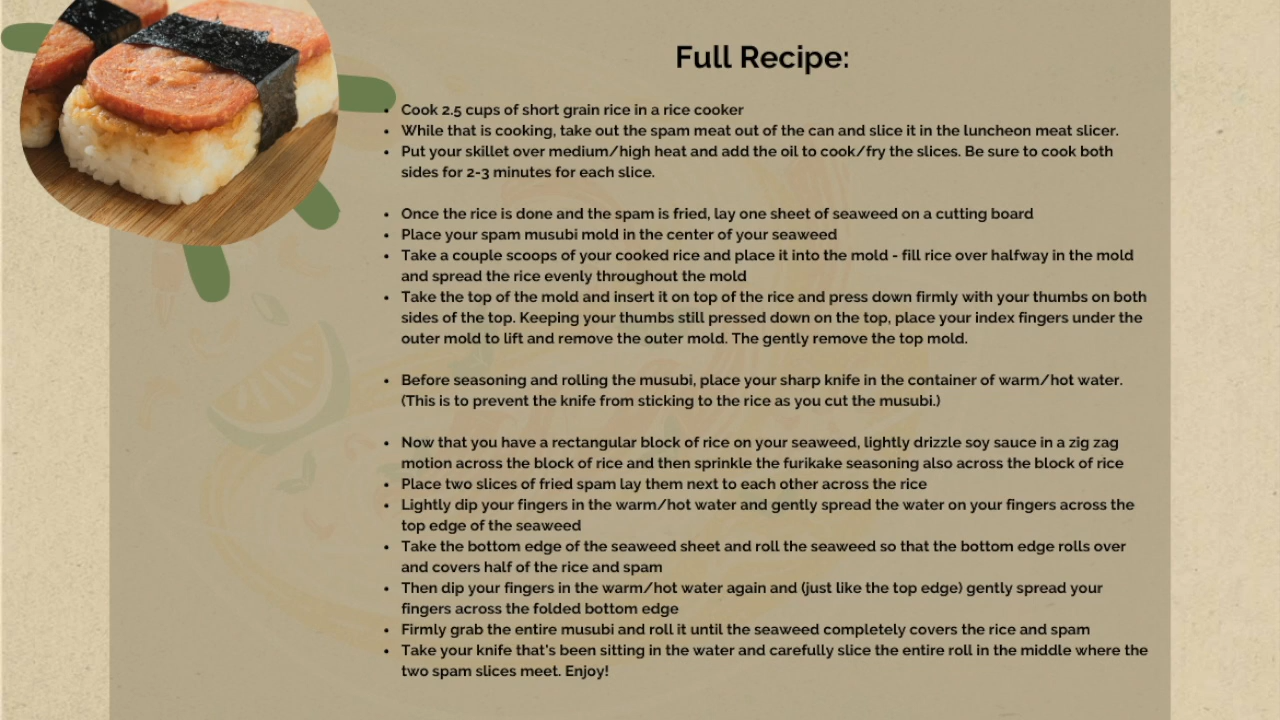 Full Recipe:
• Cook 2.5 cups of short grain rice in a rice cooker
• While that is cooking, take out the spam meat out of the can and slice it in the luncheon meat slicer.
• Put your skillet over medium/high heat and add the oil to cook/fry the slices. Be sure to cook both
sides for 2-3 minutes for each slice.
• Once the rice is done and the spam is fried, lay one sheet of seaweed on a cutting board
• Place your spam musubi mold in the center of your seaweed
• Take a couple scoops of your cooked rice and place it into the mold - fill rice over halfway in the mold
and spread the rice evenly throughout the mold
• Take the top of the mold and insert it on top of the rice and press down firmly with your thumbs on both
sides of the top. Keeping your thumbs still pressed down on the top, place your index fingers under the
outer mold to lift and remove the outer mold. The gently remove the top mold.
• Before seasoning and rolling the musubi, place your sharp knife in the container of warm/hot water.
(This is to prevent the knife from sticking to the rice as you cut the musubi.)
• Now that you have a rectangular block of rice on your seaweed, lightly drizzle soy sauce in a zig zag
motion across the block of rice and then sprinkle the furikake seasoning also across the block of rice
• Place two slices of fried spam lay them next to each other across the rice
• Lightly dip your fingers in the warm/hot water and gently spread the water on your fingers across the
top edge of the seaweed
• Take the bottom edge of the seaweed sheet and roll the seaweed so that the bottom edge rolls over
and covers half of the rice and spam
• Then dip your fingers in the warm/hot water again and (just like the top edge) gently spread your
fingers across the folded bottom edge
• Firmly grab the entire musubi and roll it until the seaweed completely covers the rice and spam
• Take your knife that's been sitting in the water and carefully slice the entire roll in the middle where the
two spam slices meet. Enjoy!